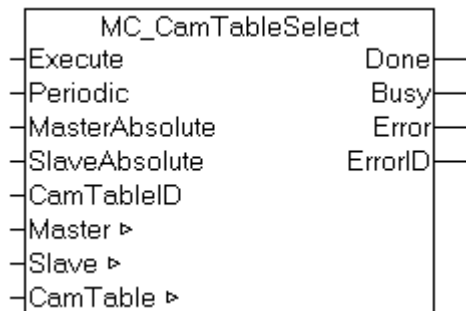 MC_CamTableSelect
Execute Done
Periodic Busy
MasterAbsolute Error
SlaveAbsolute ErrorID
CamTableID
Master
Slave
CamTable